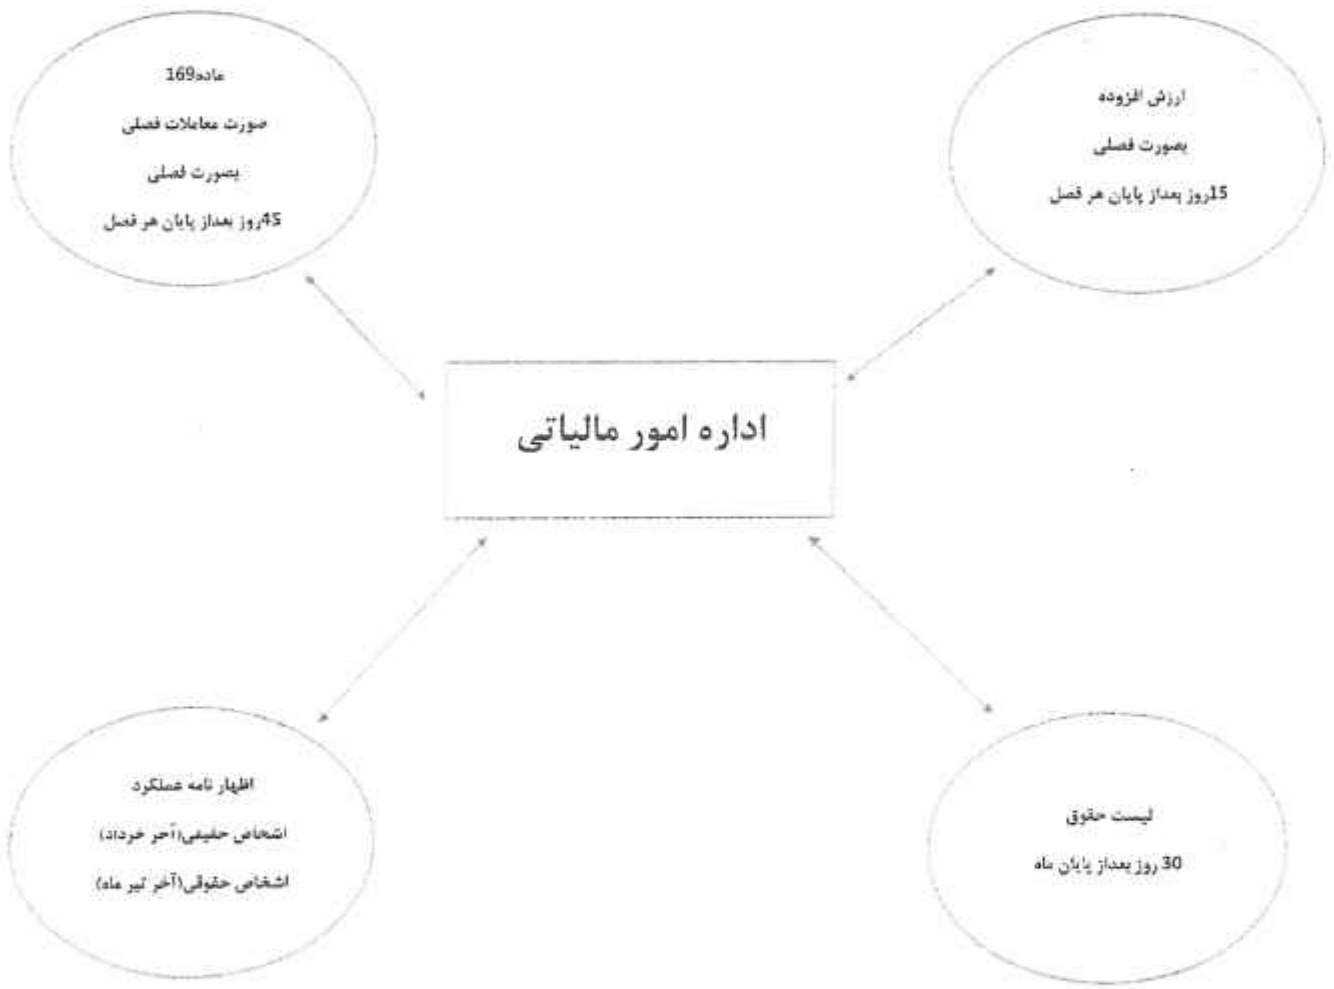 ارزش افزوده
بصورت فصلی
15روز بعداز پایان هر فصل
ماده169
صورت معاملات فصلی
بصورت فصلی
45روز بعداز پایان هر فصل
اداره امور مالیاتی
لیست حقوق
30 روز بعداز پایان ماه
اظهار نامه عملکرد
اشخاص حقیقی(آخر خرداد)
اشخاص حقوقی(آخر تیر ماه)